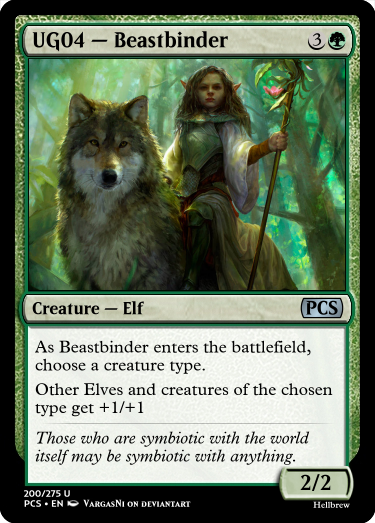 UG04 — Beastbinder 3
Creature — Elf PCS
As Beastbinder enters the battlefield,
choose a creature type.
Other Elves and creatures of the chosen
type get +1/+1
Those who are symbiotic with the world
itself may be symbiotic with anything.
2/2
200/275 U
PCS • EN VargasNi on deviantart
Hellbrew